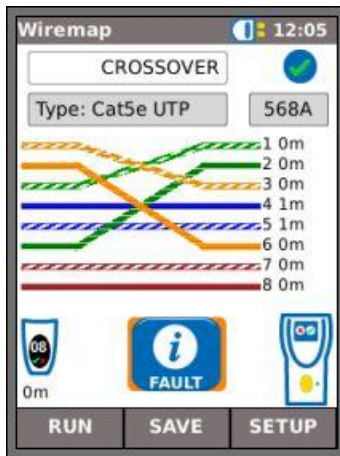 Wiremap 12:05
CROSSOVER
Type: Cat5e UTP 568A
1 0m
2 0m
3 0m
4 1m
5 1m
6 0m
7 0m
8 0m
08
i
FAULT
0m
RUN SAVE SETUP